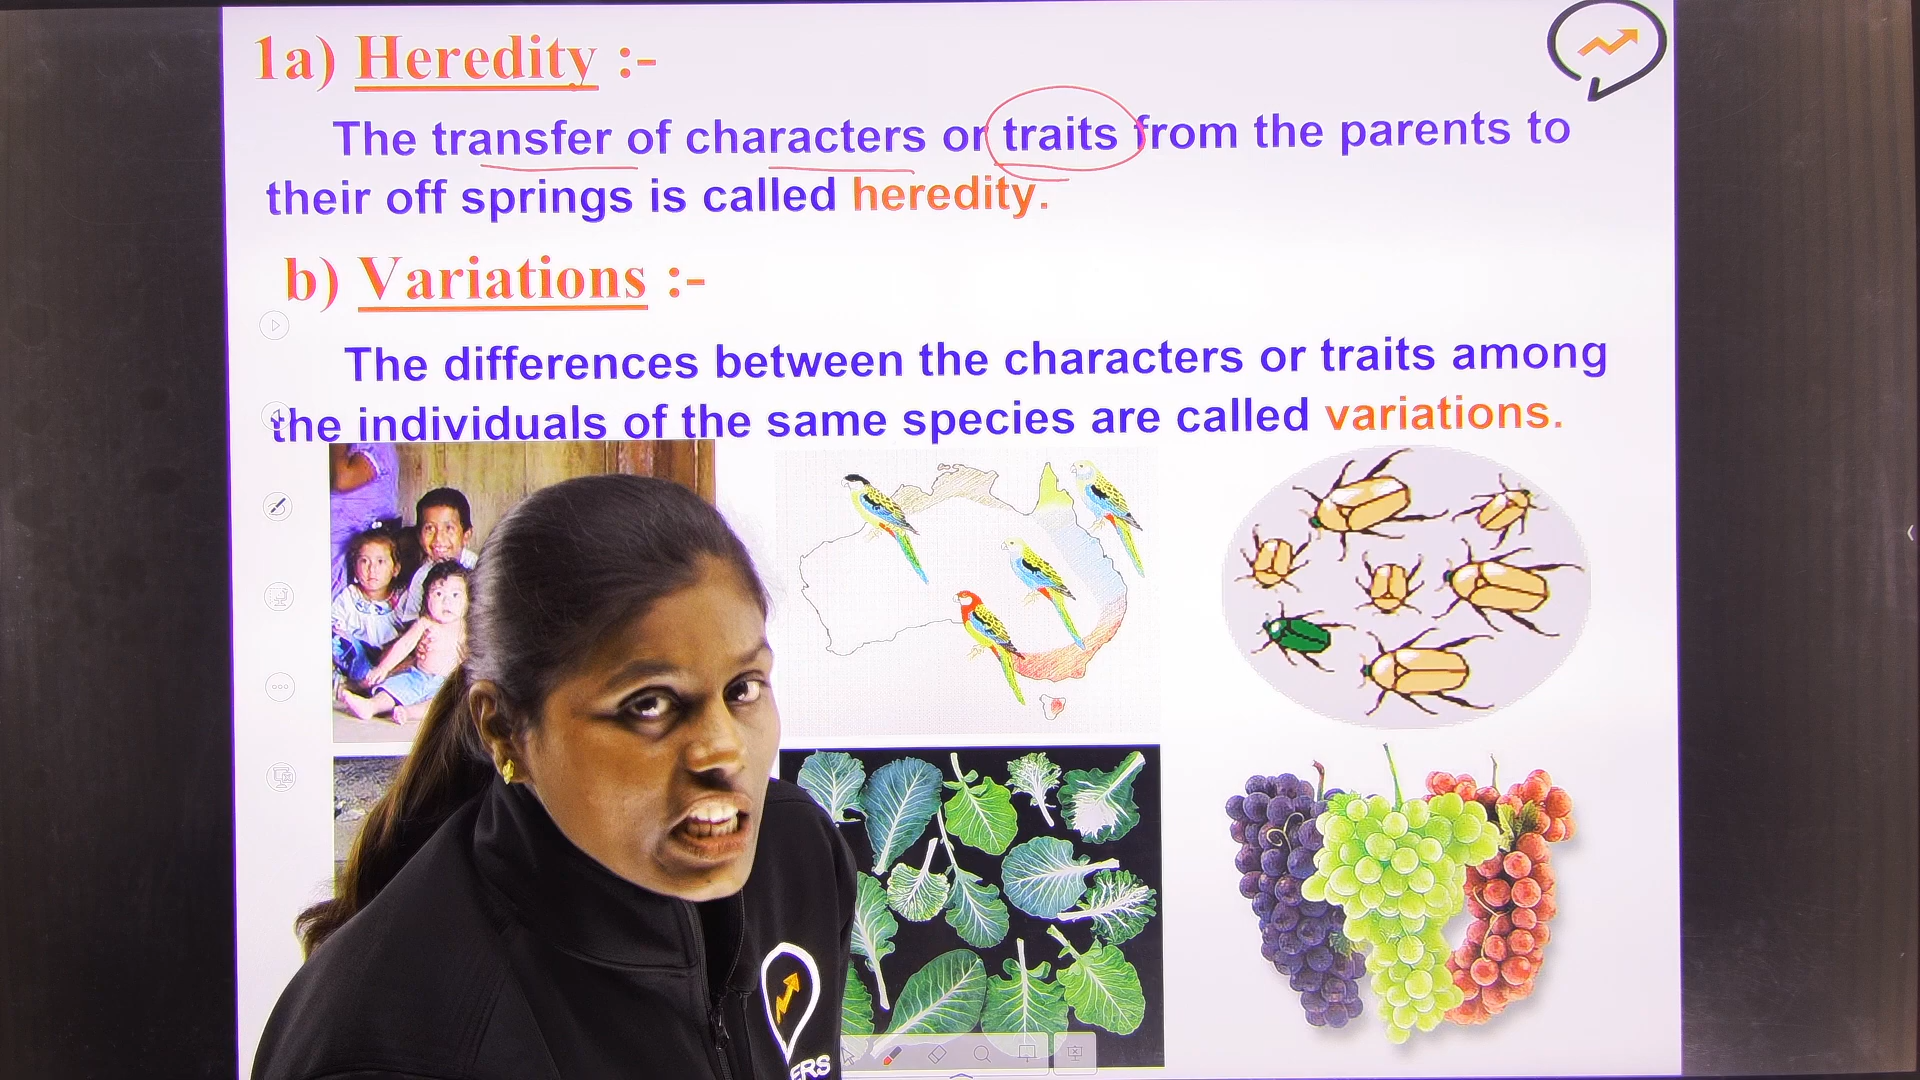 1a) Heredity :-
The transfer of characters or traits from the parents to
their off springs is called heredity.
b) Variations :-
The differences between the characters or traits among
the individuals of the same species are called variations.
ERS